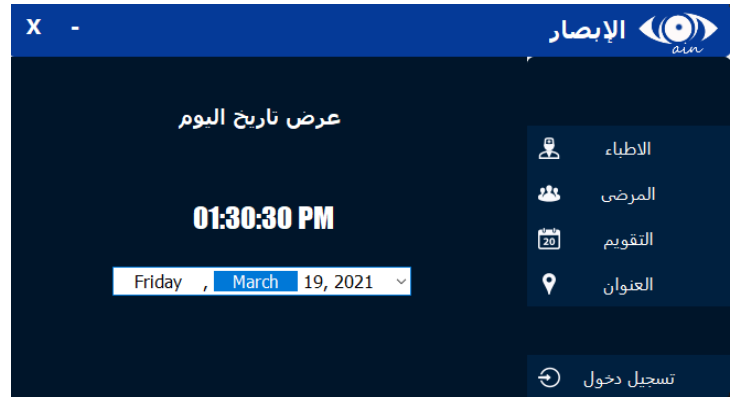 الإبصار
ain
X -
عرض تاريخ اليوم
01:30:30 PM
Friday , March 19, 2021
الاطباء
المرضى
20
التقويم
العنوان
تسجيل دخول